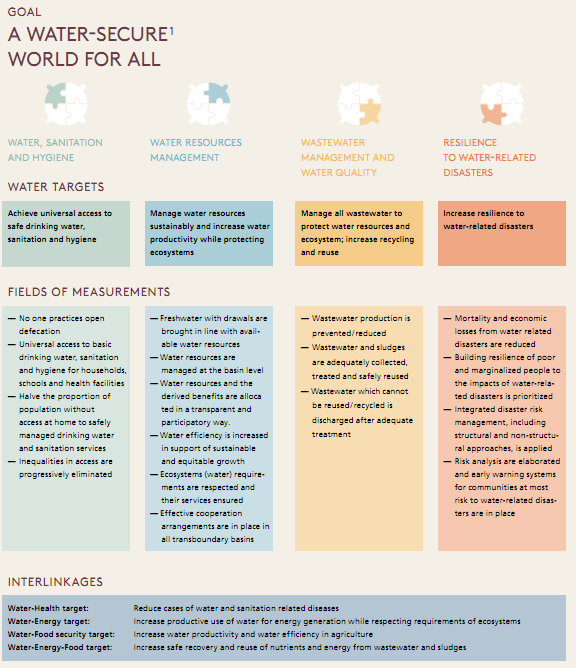 GOAL
A WATER-SECURE¹
WORLD FOR ALL
WATER, SANITATION
AND HYGIENE
WATER RESOURCES
MANAGEMENT
WASTEWATER
MANAGEMENT AND
WATER QUALITY
RESILIENCE
TO WATER-RELATED
DISASTERS
WATER TARGETS
Achieve universal access to
safe drinking water,
sanitation and hygiene
Manage water resources
sustainably and increase water
productivity while protecting
ecosystems
Manage all wastewater to
protect water resources and
ecosystem; increase recycling
and reuse
Increase resilience to
water-related disasters
FIELDS OF MEASUREMENTS
— No one practices open
defecation
— Universal access to basic
drinking water, sanitation
and hygiene for households,
schools and health facilities
— Halve the proportion of
population without
access at home to safely
managed drinking water
and sanitation services
— Inequalities in access are
progressively eliminated
— Freshwater with drawals are
brought in line with avail-
able water resources
— Water resources are
managed at the basin level
— Water resources and the
derived benefits are alloca
ted in a transparent and
participatory way.
— Water efficiency is increased
in support of sustainable
and equitable growth
— Ecosystems (water) require-
ments are respected and
their services ensured
— Effective cooperation
arrangements are in place in
all transboundary basins
— Wastewater production is
prevented/reduced
— Wastewater and sludges
are adequately collected,
treated and safely reused
— Wastewater which cannot
be reused/recycled is
discharged after adequate
treatment
— Mortality and economic
losses from water related
disasters are reduced
— Building resilience of poor
and marginalized people to
the impacts of water-rela-
ted disasters is prioritized
— Integrated disaster risk
management, including
structural and non-structu-
ral approaches, is applied
— Risk analysis are elaborated
and early warning systems
for communities at most
risk to water-related disas-
ters are in place
INTERLINKAGES
Water-Health target: Reduce cases of water and sanitation related diseases
Water-Energy target: Increase productive use of water for energy generation while respecting requirements of ecosystems
Water-Food security target: Increase water productivity and water efficiency in agriculture
Water-Energy-Food target: Increase safe recovery and reuse of nutrients and energy from wastewater and sludges